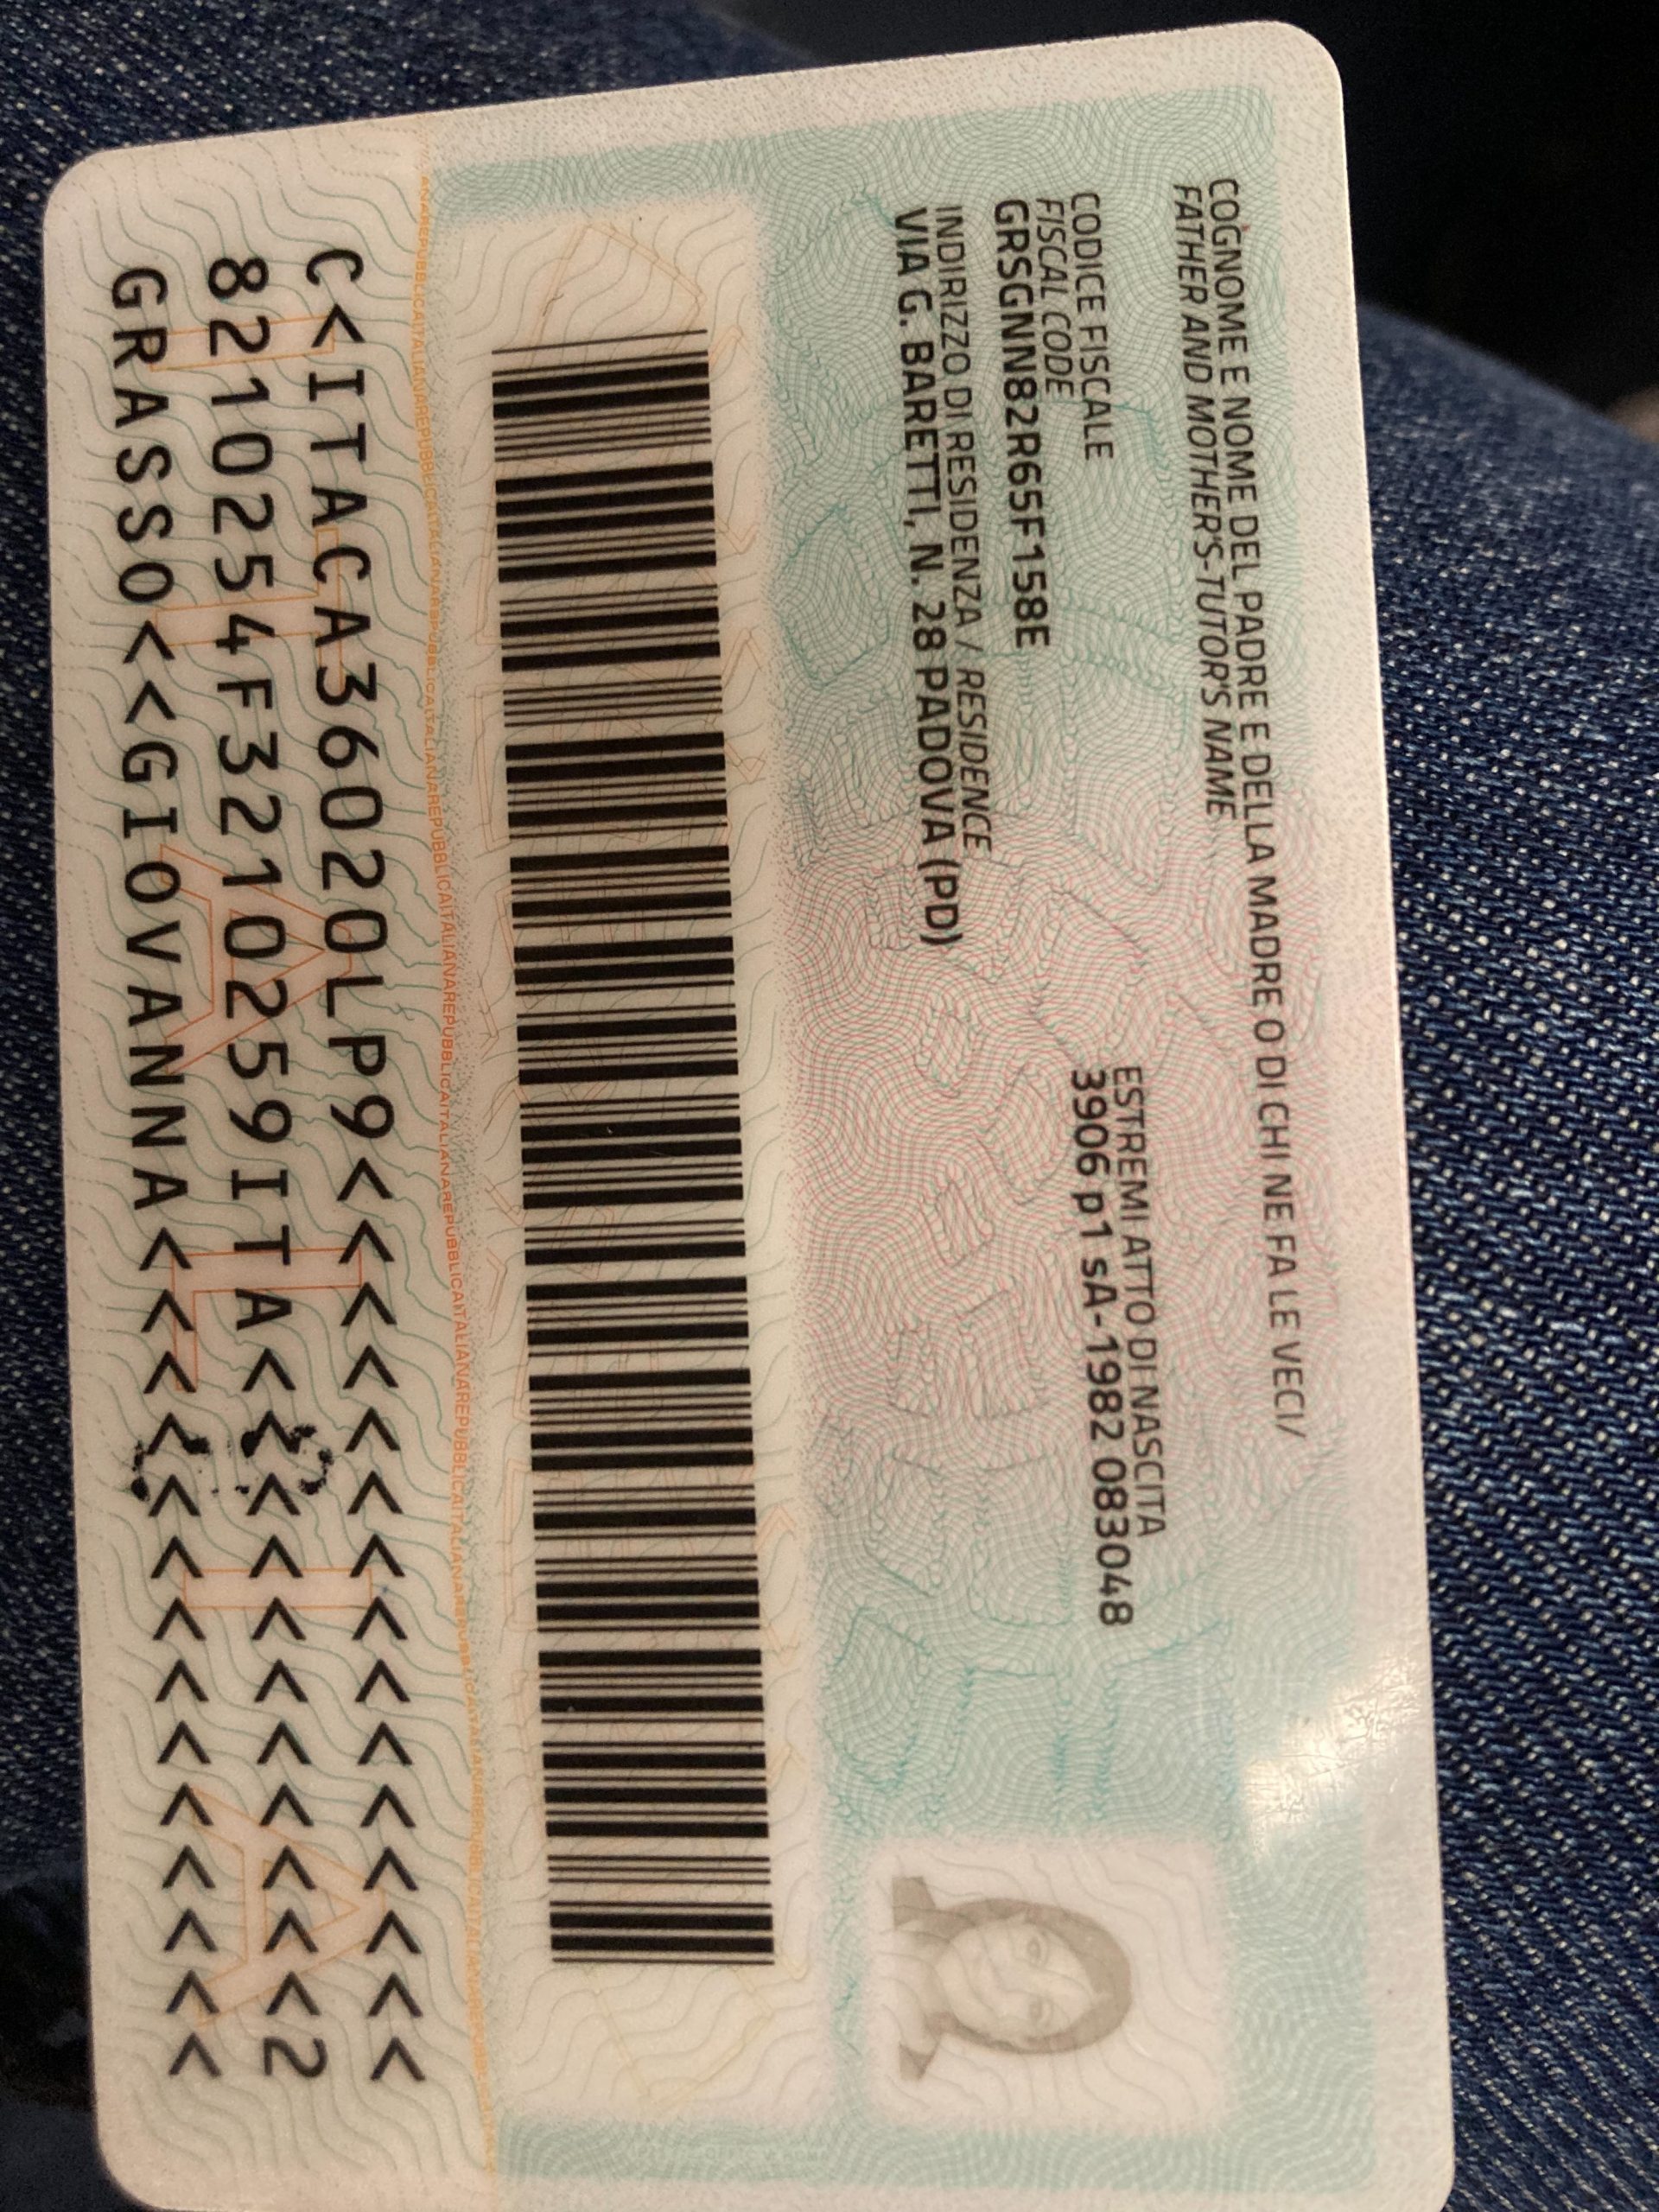 COGNOME E NOME DEL PADRE E DELLA MADRE O DI CHI NE FA LE VECI/
FATHER AND MOTHER'S-TUTOR'S NAME
CODICE FISCALE
FISCAL CODE
GRSGNN82R65F158E
ESTREMI ATTO DI NASCITA
3906 p1 sA-1982 083048
INDIRIZZO DI RESIDENZA / RESIDENCE
VIA G. BARETTI, N. 28 PADOVA (PD)
C<ITACA36020LP9<<<<<<<<<<<<<<<
8210254F3210259ITA<<<<<<<<<<<2
GRASSO<<GIOVANNA<<<<<<<<<<<<<<